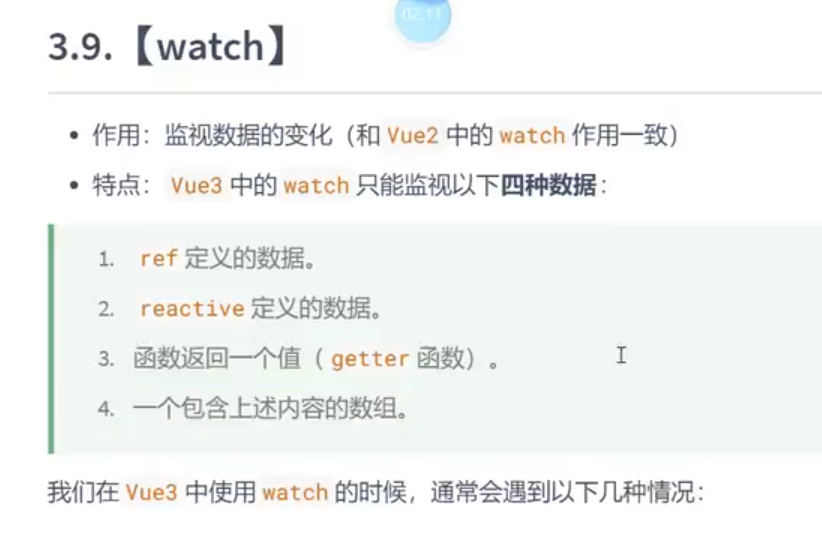 02:11
3.9.【watch】
• 作用：监视数据的变化（和 Vue2 中的 watch 作用一致）
• 特点：Vue3 中的 watch 只能监视以下四种数据：
1. ref 定义的数据。
2. reactive 定义的数据。
3. 函数返回一个值（ getter 函数）。
4. 一个包含上述内容的数组。
我们在 Vue3 中使用 watch 的时候，通常会遇到以下几种情况：